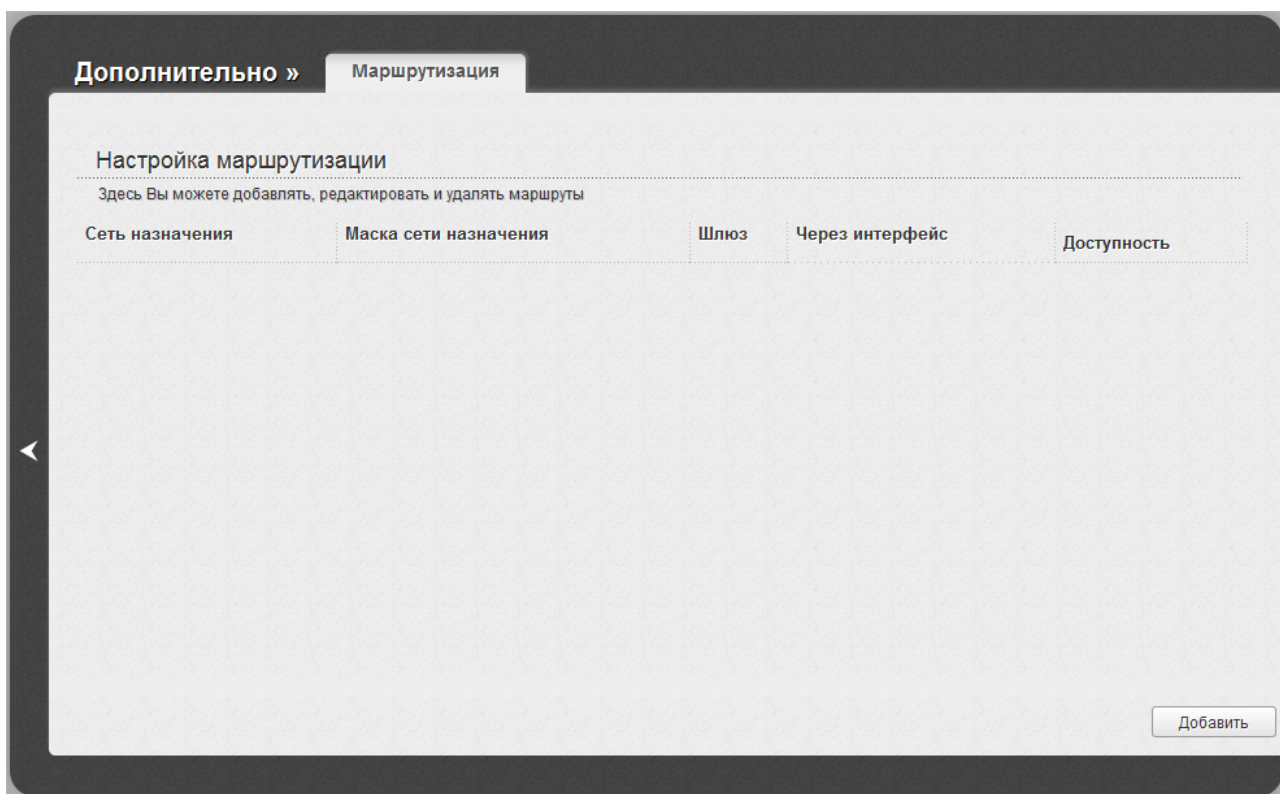 Дополнительно » Маршрутизация
Настройка маршрутизации
Здесь Вы можете добавлять, редактировать и удалять маршруты
Сеть назначения Маска сети назначения Шлюз Через интерфейс Доступность
Добавить